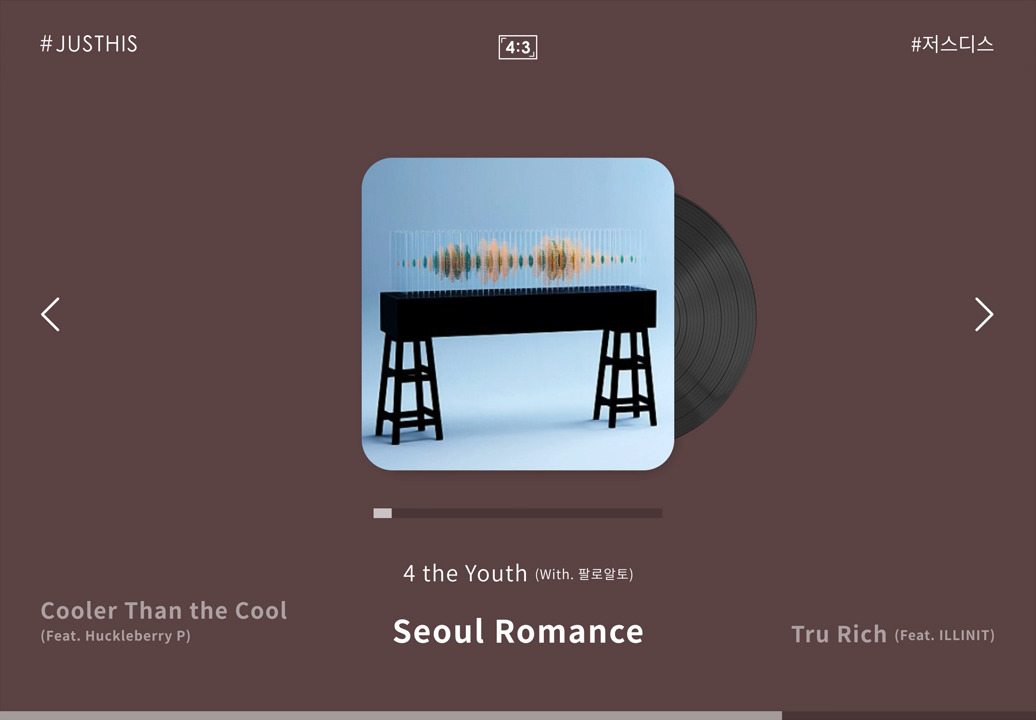 #JUSTHIS
4:3
#저스디스
4 the Youth (With. 팔로알토)
Cooler Than the Cool
(Feat. Huckleberry P)
Seoul Romance
Tru Rich (Feat. ILLINIT)